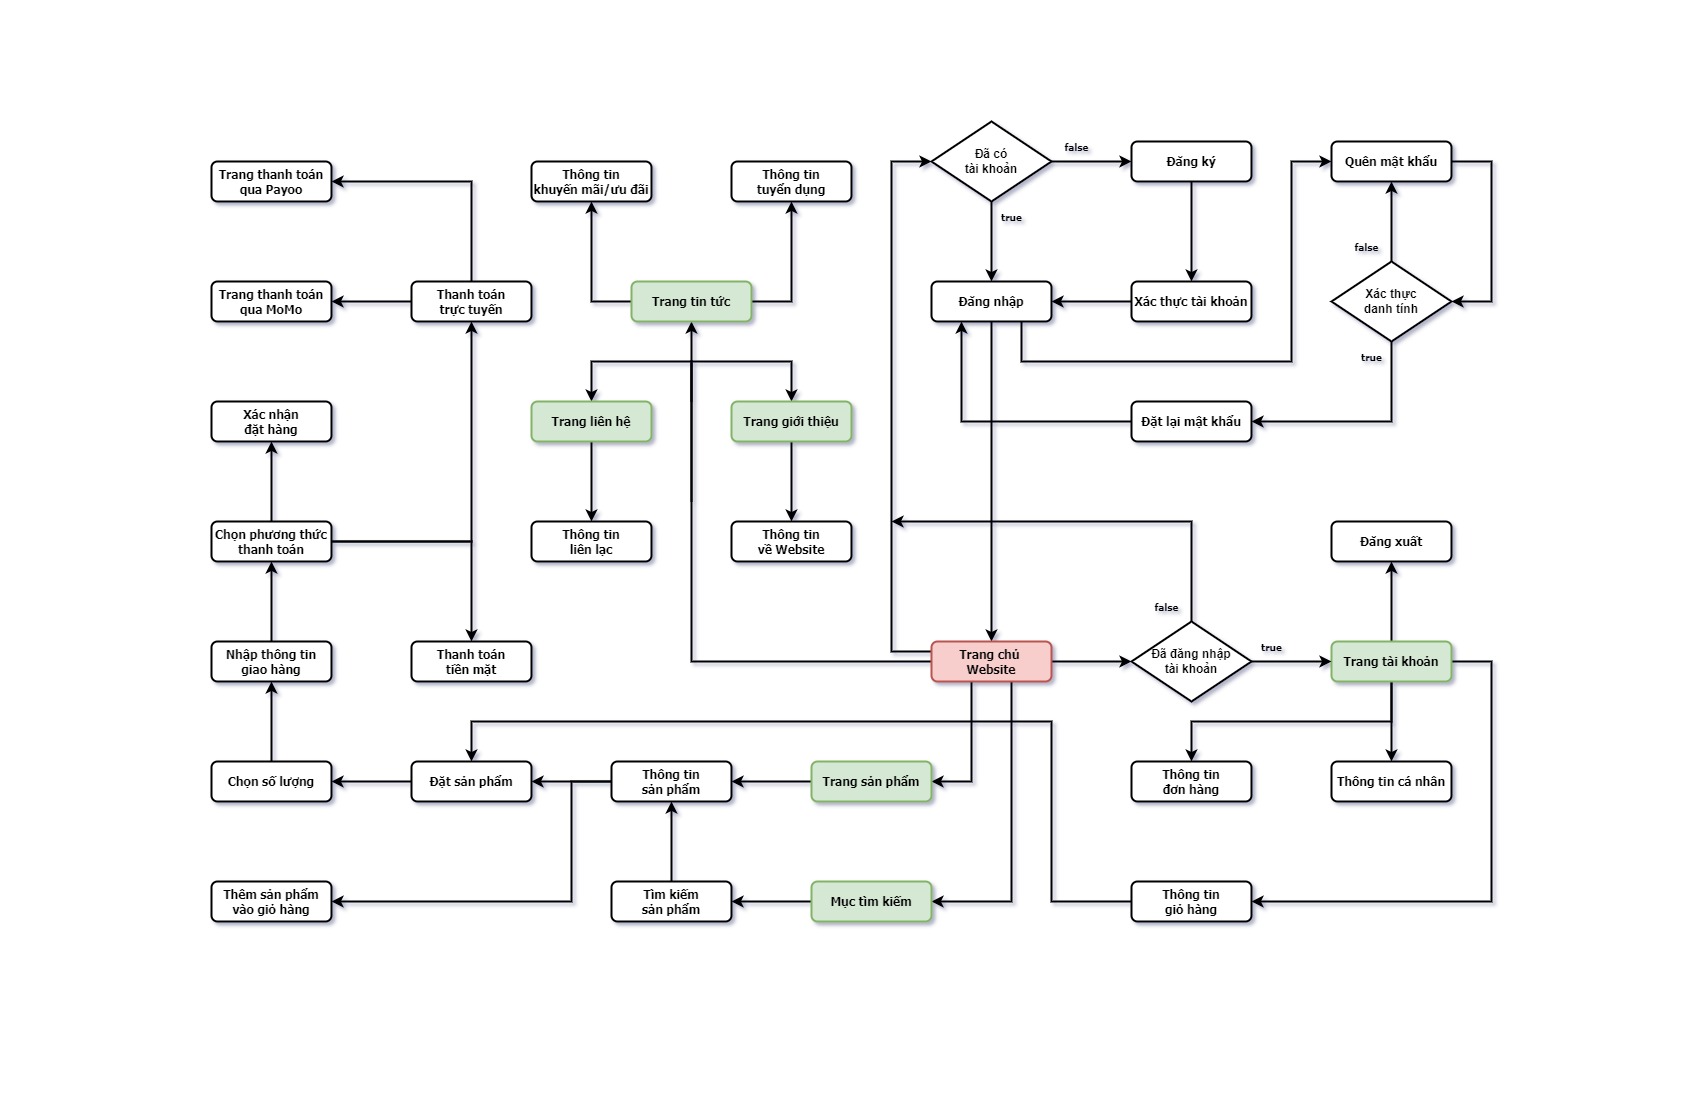 Đã có
tài khoản
false
Đăng ký
Quên mật khẩu
Trang thanh toán
qua Payoo
Thông tin
khuyến mãi/ưu đãi
Thông tin
tuyển dụng
true
false
Trang thanh toán
qua MoMo
Thanh toán
trực tuyến
Trang tin tức
Đăng nhập
Xác thực tài khoản
Xác thực
danh tính
true
Xác nhận
đặt hàng
Trang liên hệ
Trang giới thiệu
Đặt lại mật khẩu
Chọn phương thức
thanh toán
Thông tin
liên lạc
Thông tin
về Website
Đăng xuất
false
true
Nhập thông tin
giao hàng
Thanh toán
tiền mặt
Trang chủ
Website
Đã đăng nhập
tài khoản
Trang tài khoản
Chọn số lượng
Đặt sản phẩm
Thông tin
sản phẩm
Trang sản phẩm
Thông tin
đơn hàng
Thông tin cá nhân
Thêm sản phẩm
vào giỏ hàng
Tìm kiếm
sản phẩm
Mục tìm kiếm
Thông tin
giỏ hàng